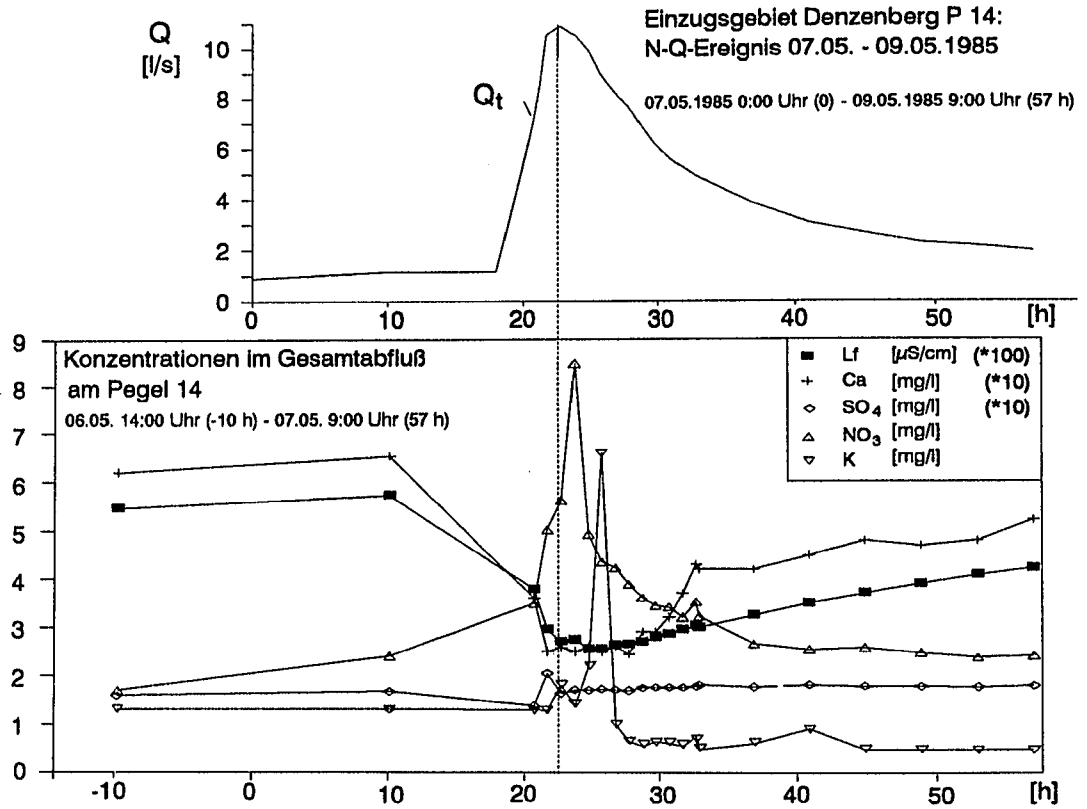 Q
[l/s]
Einzugsgebiet Denzenberg P 14:
N-Q-Ereignis 07.05. - 09.05.1985
07.05.1985 0:00 Uhr (0) - 09.05.1985 9:00 Uhr (57 h)
Qt
10
8
6
4
2
0
0 10 20 30 40 50 [h]
Konzentrationen im Gesamtabfluß
am Pegel 14
06.05. 14:00 Uhr (-10 h) - 07.05. 9:00 Uhr (57 h)
Lf [µS/cm] (*100)
Ca [mg/l] (*10)
SO4 [mg/l] (*10)
NO3 [mg/l]
K [mg/l]
9
8
7
6
5
4
3
2
1
0
-10 0 10 20 30 40 50 [h]